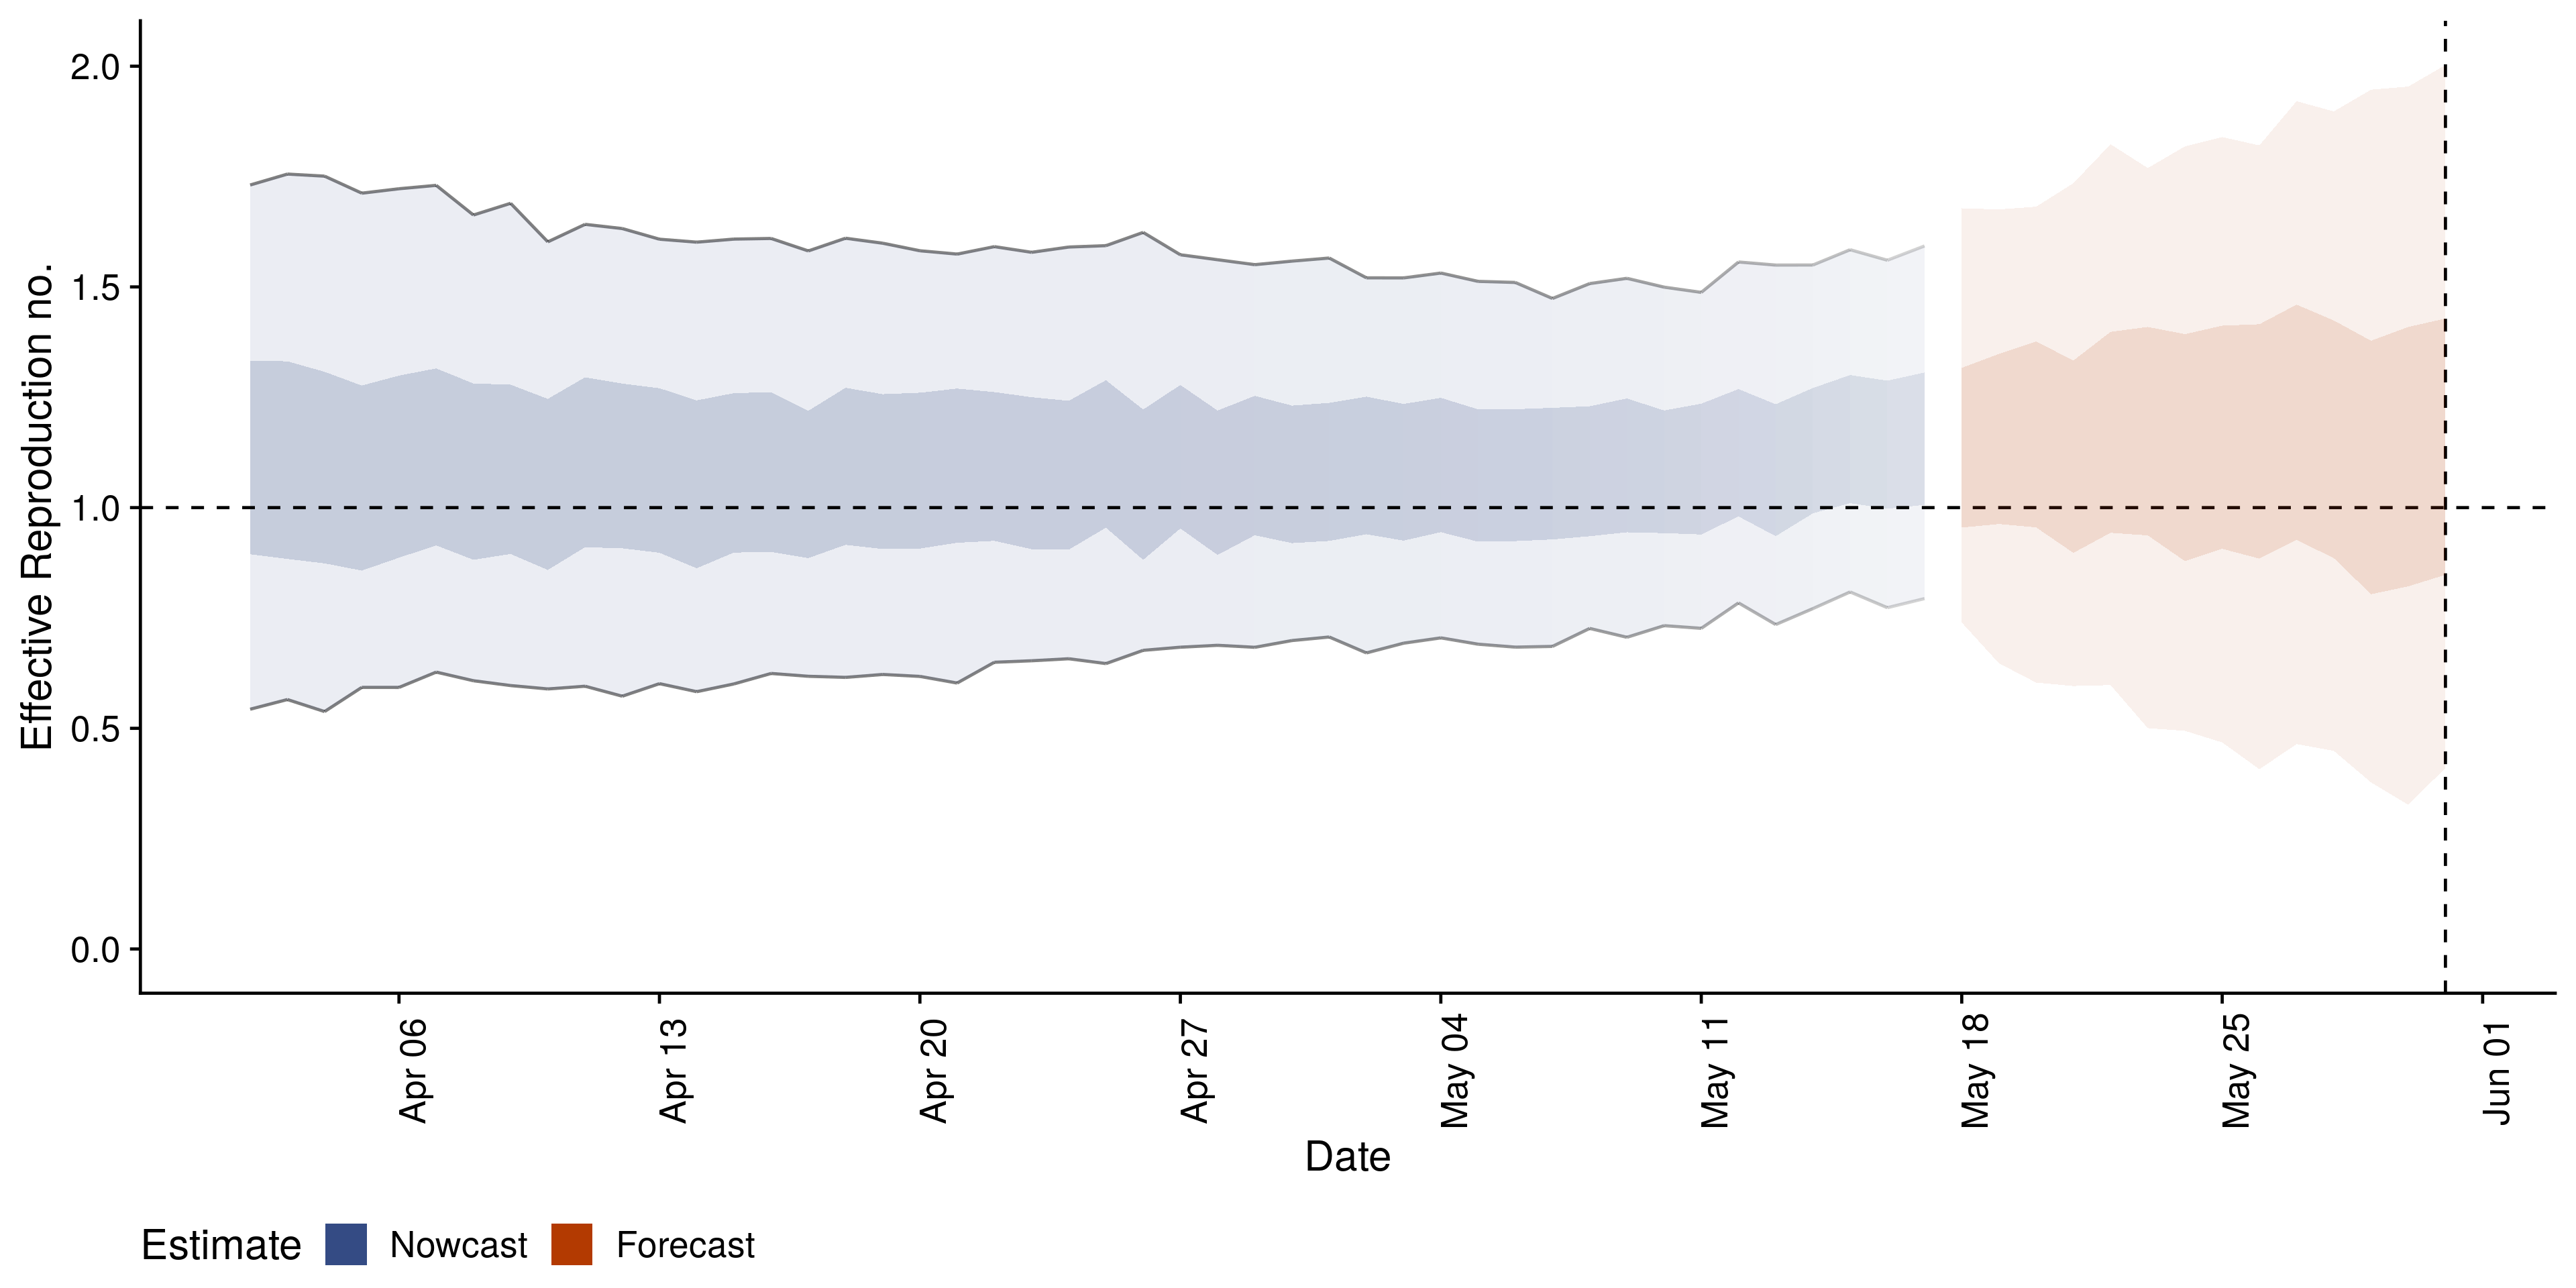 Effective Reproduction no.
2.0
1.5
1.0
0.5
0.0
Apr 06
Apr 13
Apr 20
Apr 27
May 04
May 11
May 18
May 25
Jun 01
Date
Estimate Nowcast Forecast